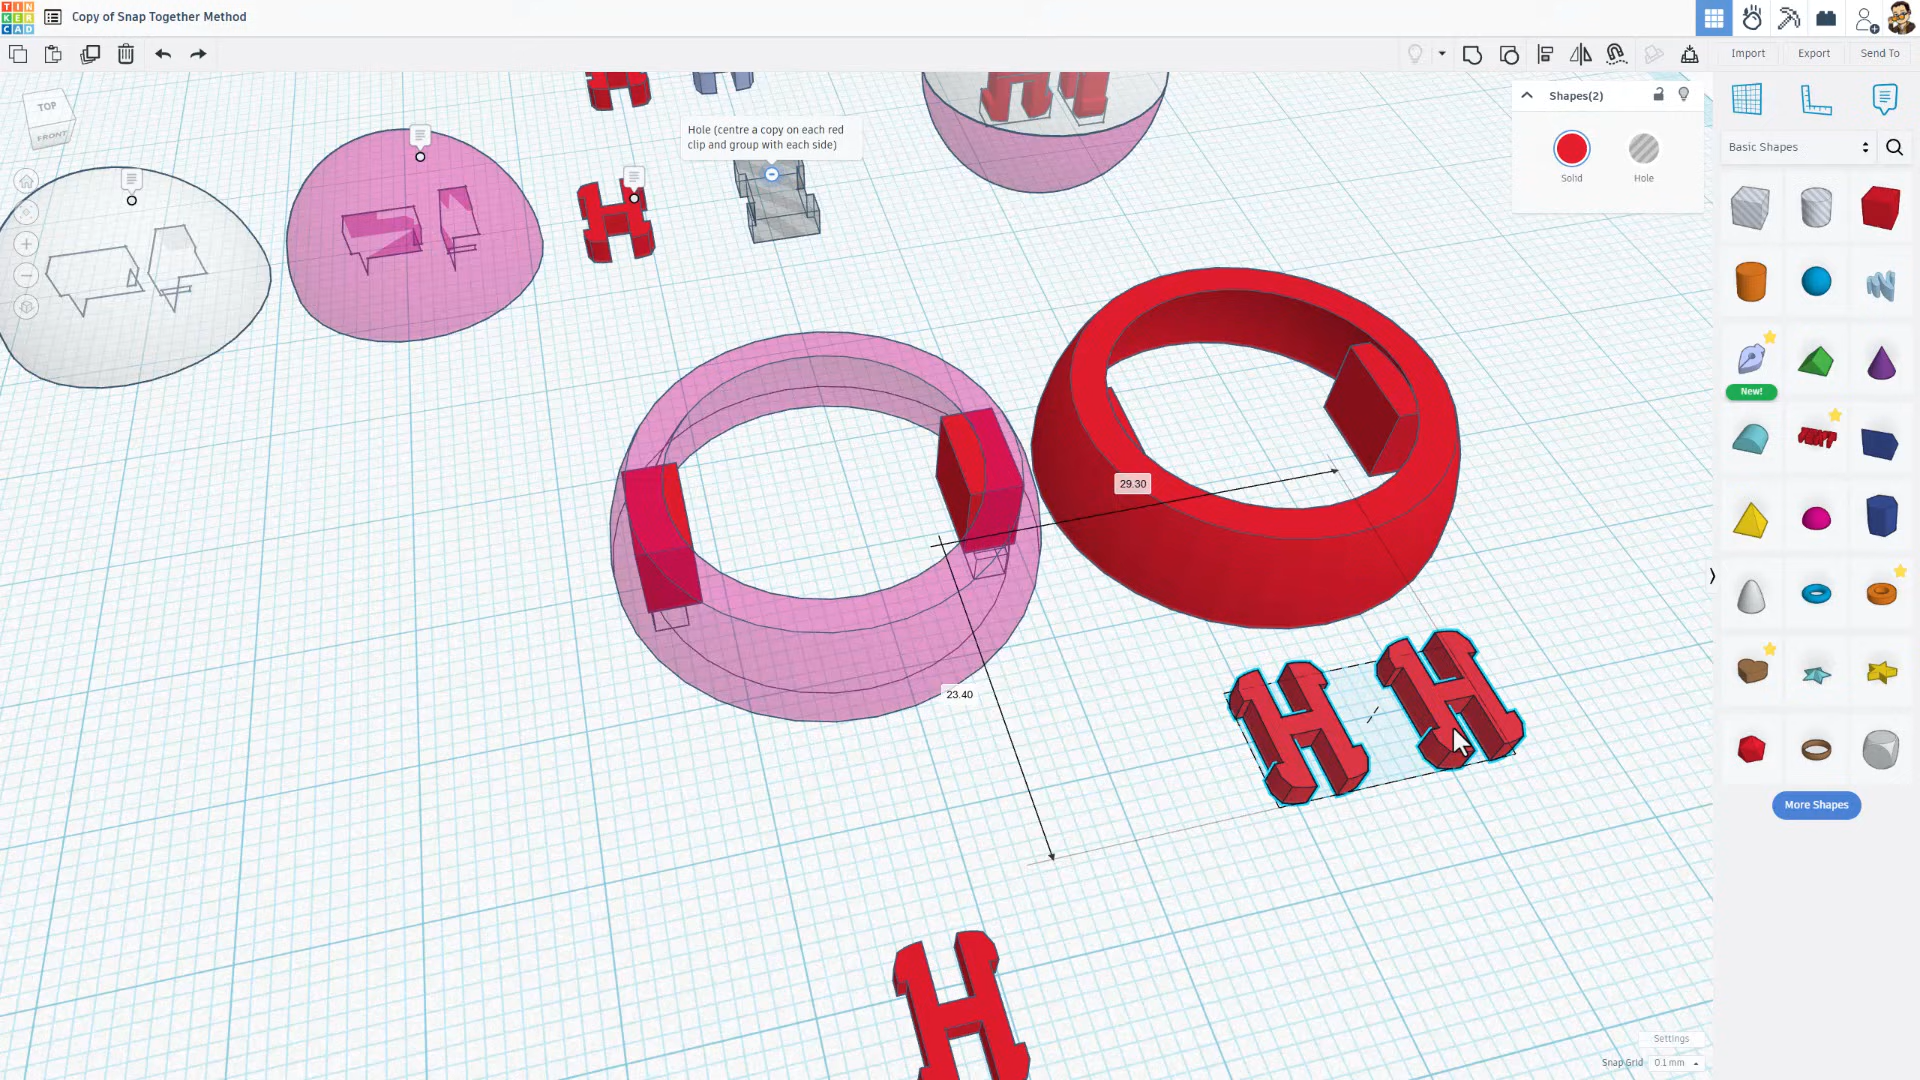 TIN
KER
CAD
Copy of Snap Together Method
Import
Export
Send To
TOP
FRONT
Hole (centre a copy on each red
clip and group with each side)
Shapes(2)
Solid
Hole
Basic Shapes
New!
29.30
23.40
More Shapes
Settings
Snap Grid
0.1 mm